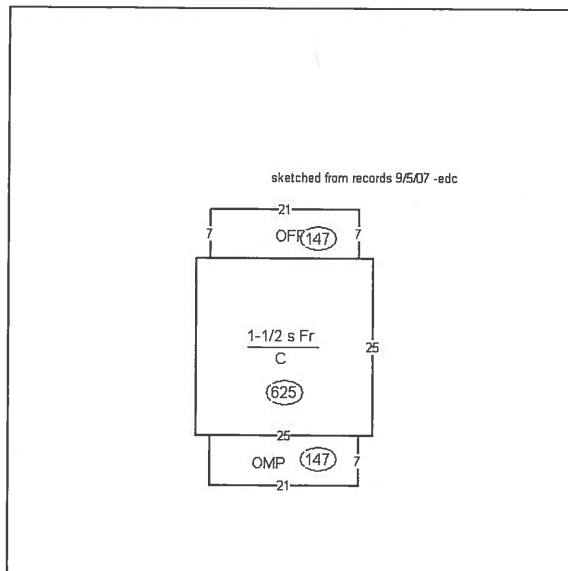 sketched from records 9/5/07 -edc
21
7 OFP 147 7
1-1/2 s Fr
C
25
625
25
OMP 147 7
21